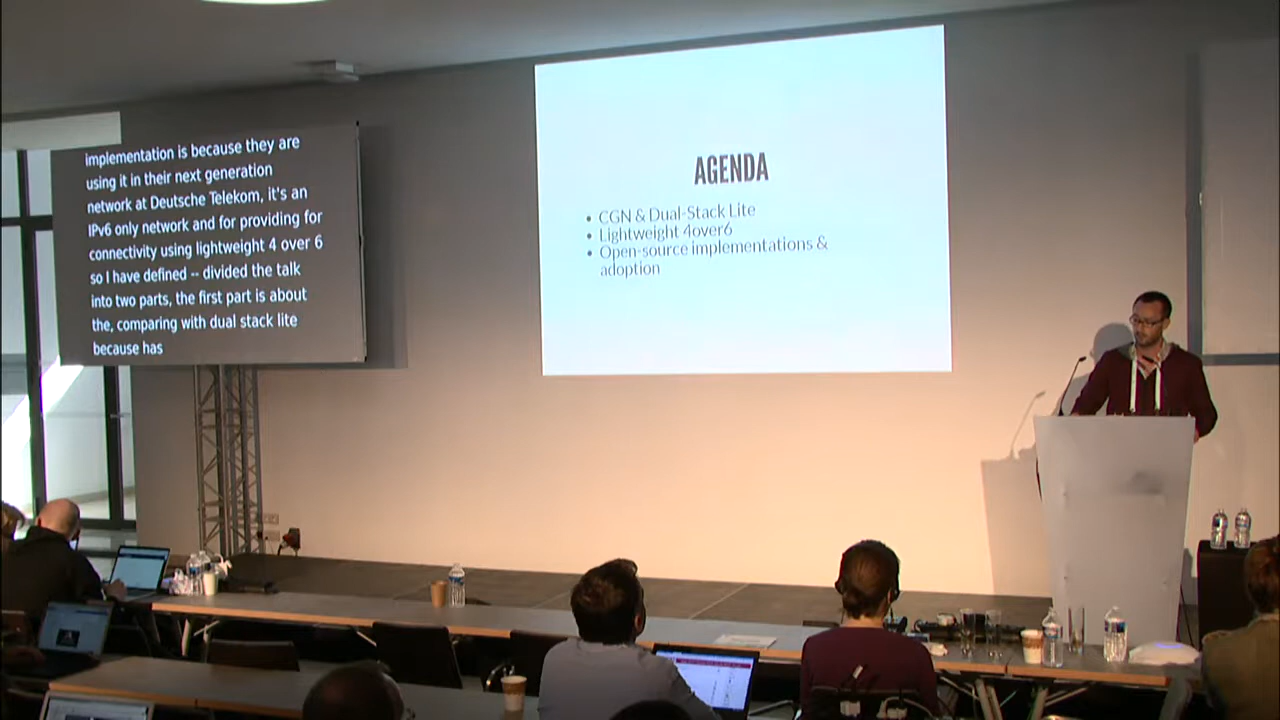 implementation is because they are
using it in their next generation
network at Deutsche Telekom, it's an
IPv6 only network and for providing for
connectivity using lightweight 4 over 6
so I have defined -- divided the talk
into two parts, the first part is about
the, comparing with dual stack lite
because has
AGENDA
• CGN & Dual-Stack Lite
• Lightweight 4over6
• Open-source implementations &
adoption